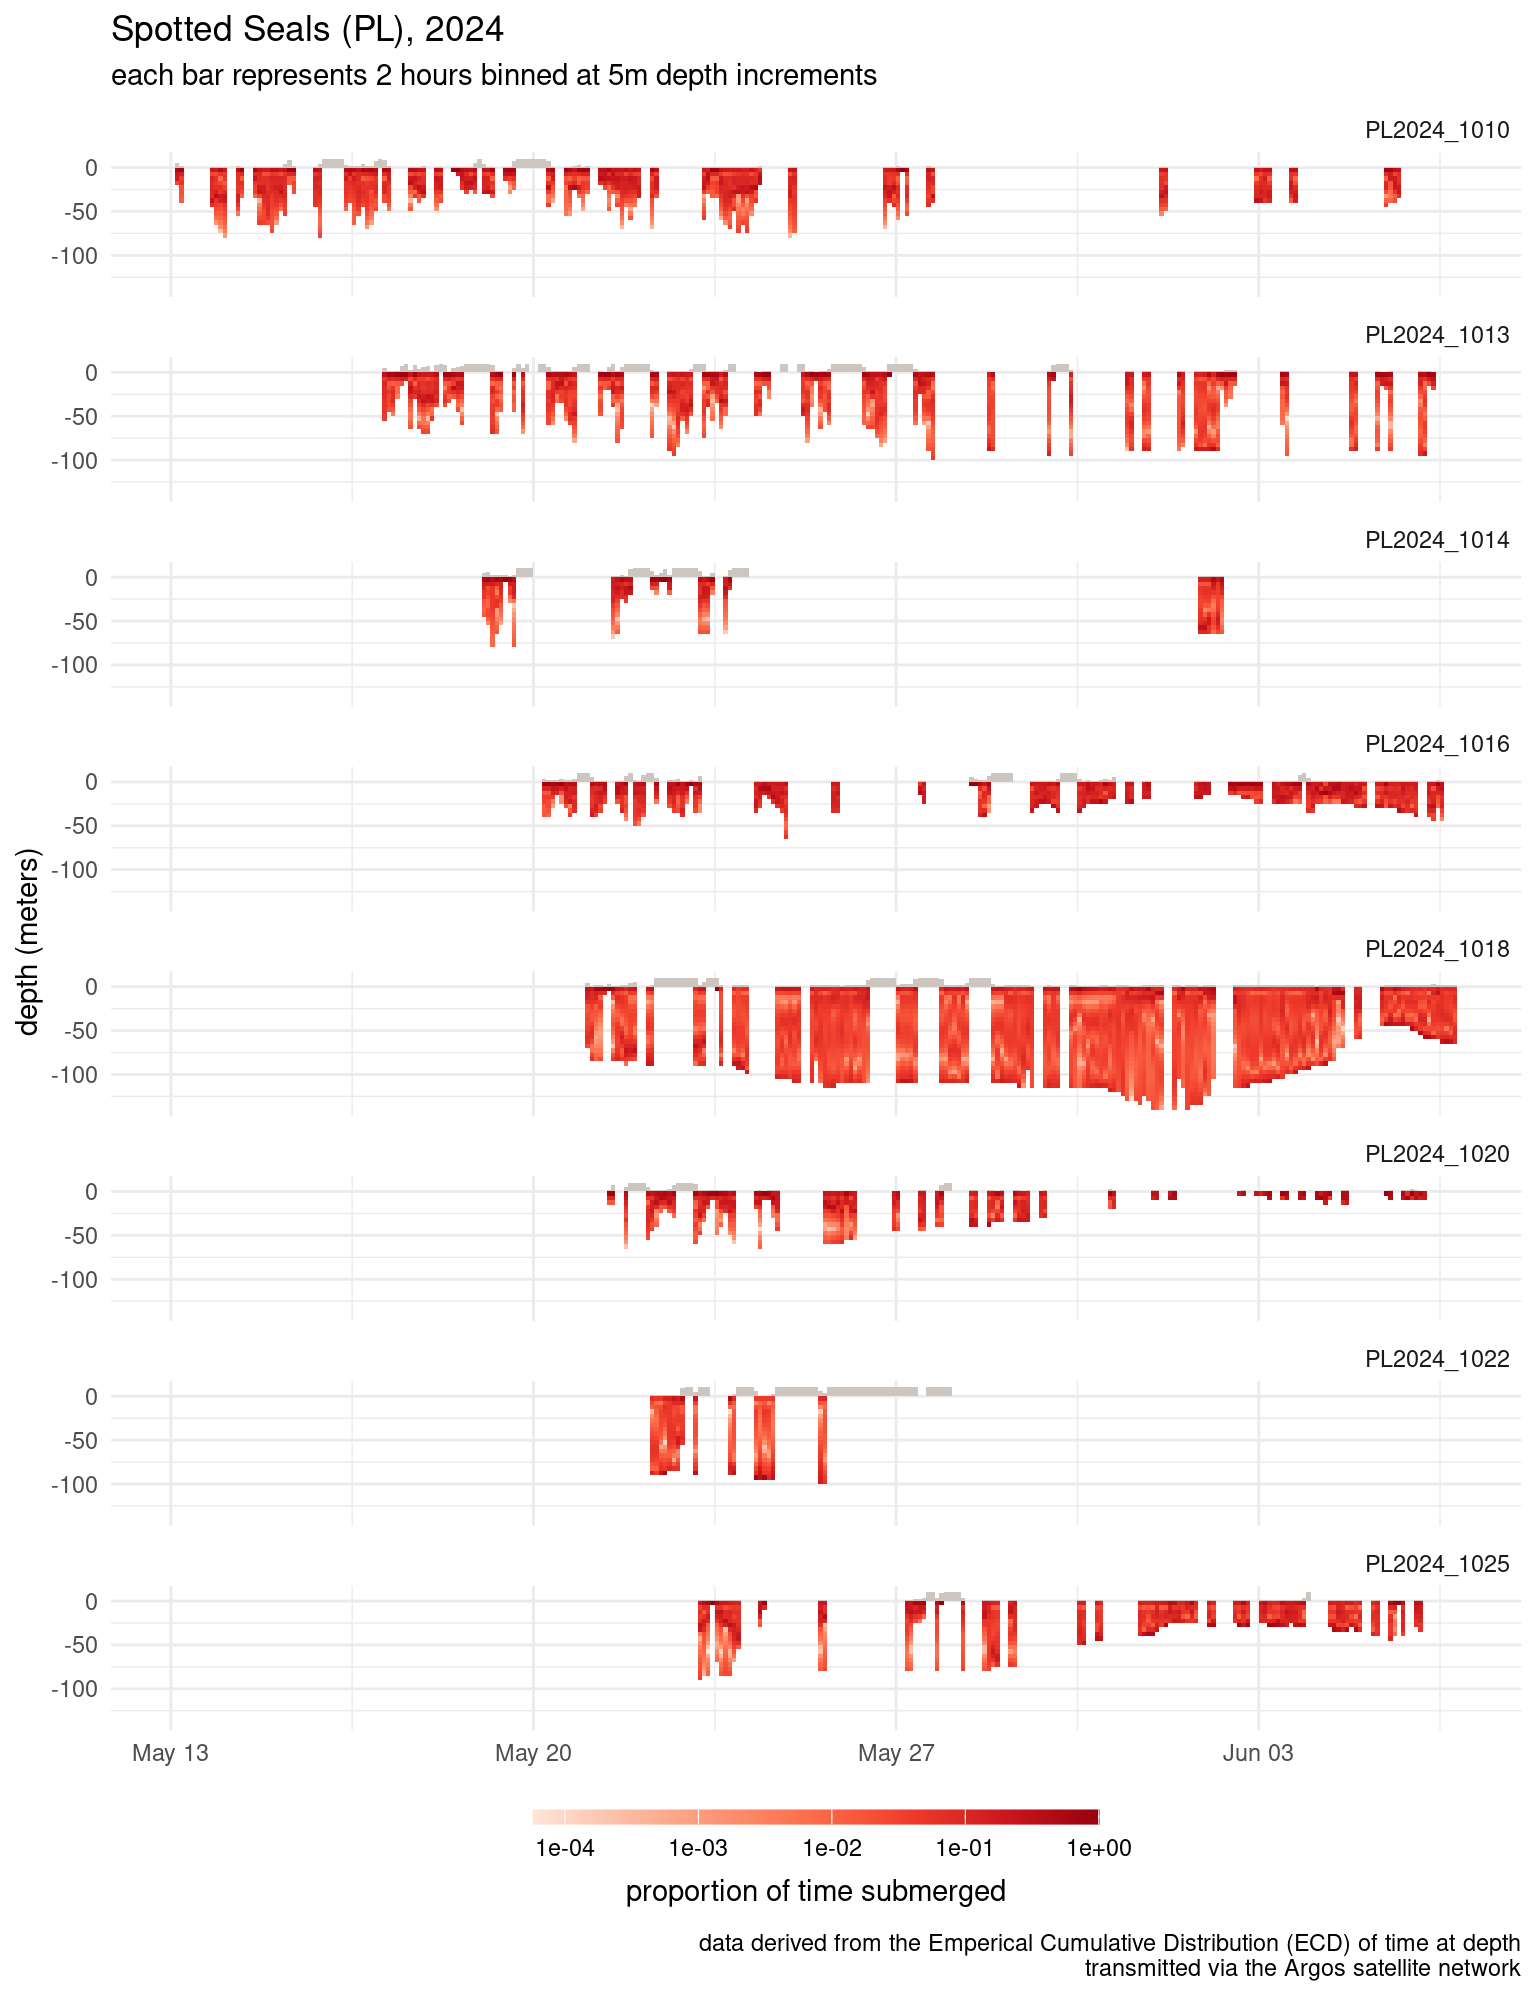 Spotted Seals (PL), 2024
each bar represents 2 hours binned at 5m depth increments
PL2024_1010
0
-50
-100
PL2024_1013
0
-50
-100
PL2024_1014
0
-50
-100
PL2024_1016
0
-50
-100
depth (meters)
PL2024_1018
0
-50
-100
PL2024_1020
0
-50
-100
PL2024_1022
0
-50
-100
PL2024_1025
0
-50
-100
May 13 May 20 May 27 Jun 03
1e-04 1e-03 1e-02 1e-01 1e+00
proportion of time submerged
data derived from the Emperical Cumulative Distribution (ECD) of time at depth
transmitted via the Argos satellite network